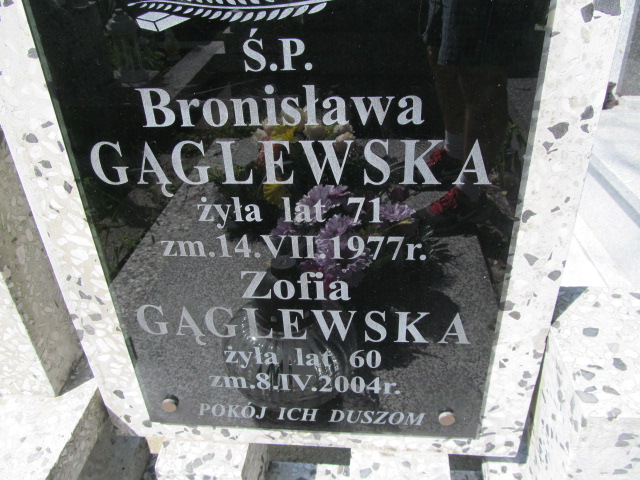 Ś.P.
Bronisława
GĄGLEWSKA
żyła lat 71
zm.14.VII.1977r.
Zofia
GĄGLEWSKA
żyła lat 60
zm.8.IV.2004r.
POKÓJ ICH DUSZOM